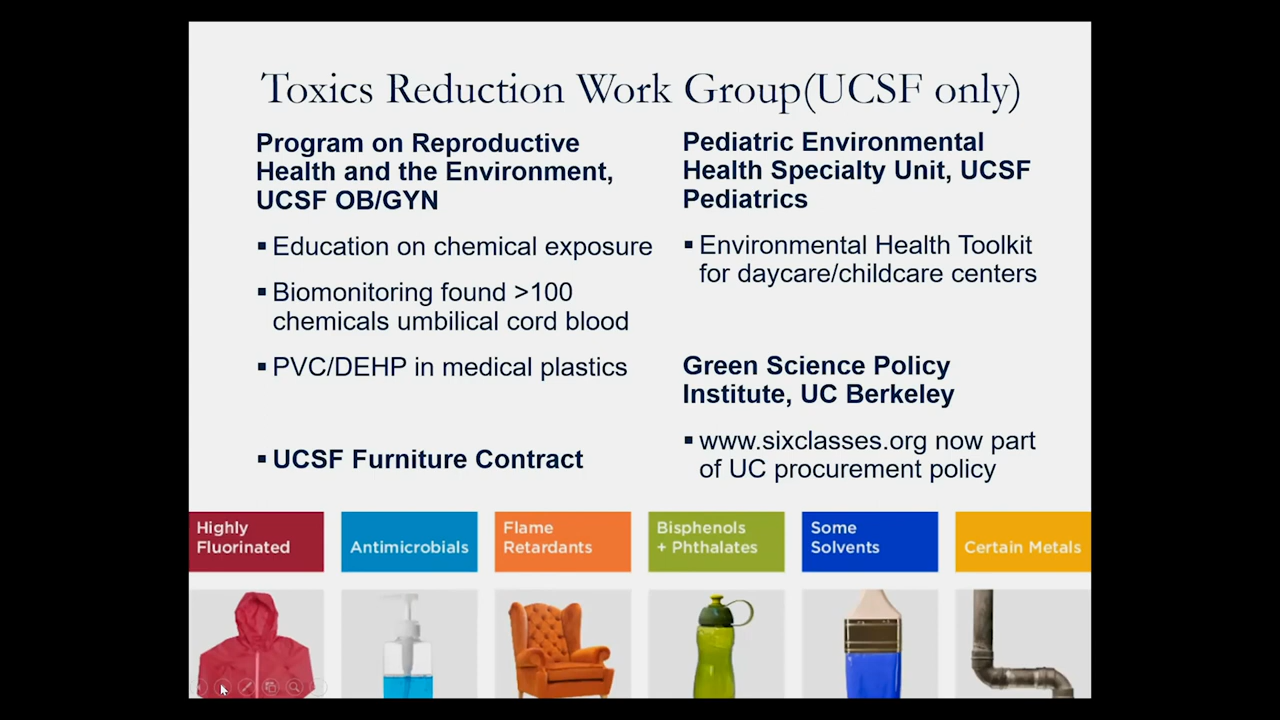 Toxics Reduction Work Group(UCSF only)
Program on Reproductive
Health and the Environment,
UCSF OB/GYN
▪ Education on chemical exposure
▪ Biomonitoring found >100
chemicals umbilical cord blood
▪ PVC/DEHP in medical plastics
▪ UCSF Furniture Contract
Pediatric Environmental
Health Specialty Unit, UCSF
Pediatrics
▪ Environmental Health Toolkit
for daycare/childcare centers
Green Science Policy
Institute, UC Berkeley
▪ www.sixclasses.org now part
of UC procurement policy
Highly
Fluorinated
Antimicrobials
Flame
Retardants
Bisphenols
+ Phthalates
Some
Solvents
Certain Metals